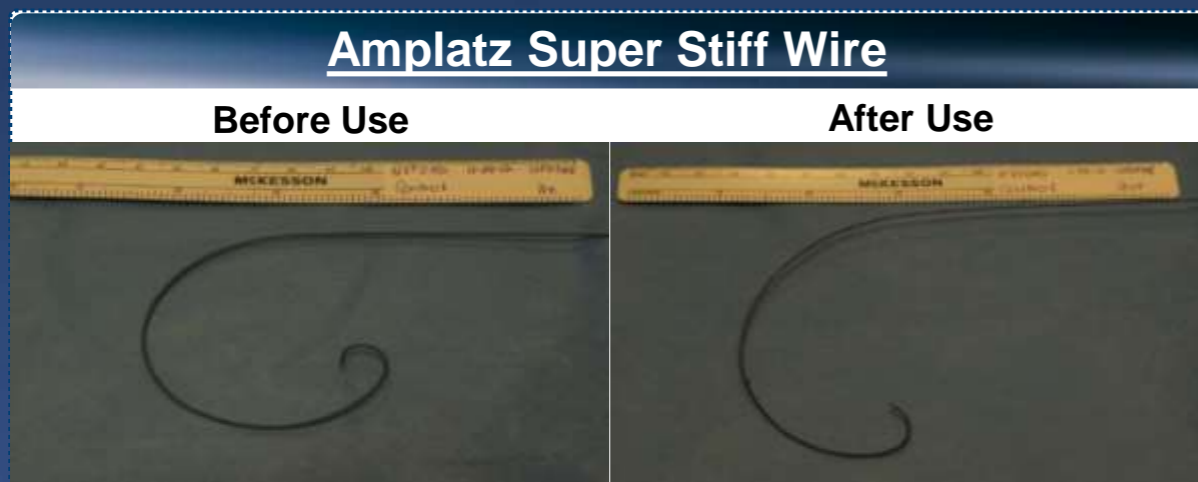 Amplatz Super Stiff Wire
Before Use
After Use
MCKESSON
MCKESSON